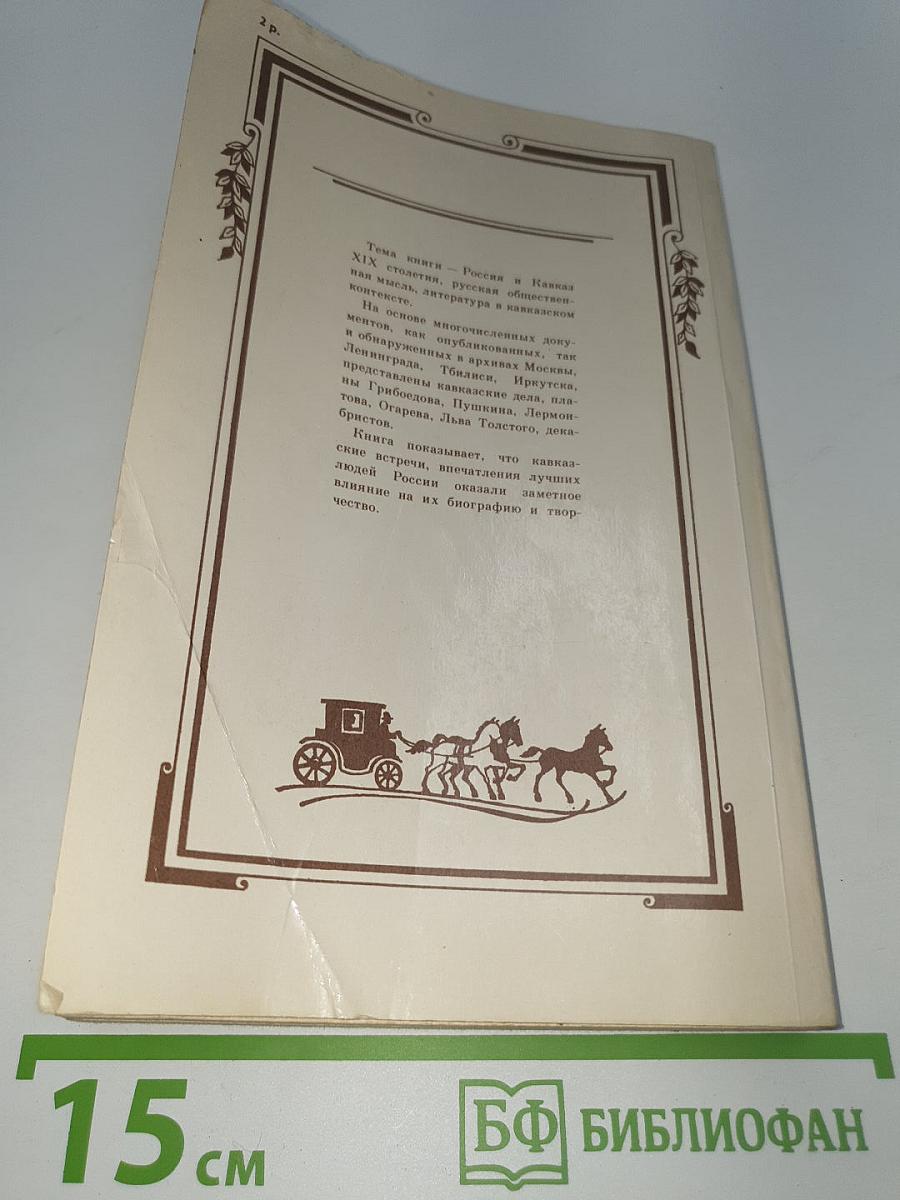 2 р.
Тема книги — Россия и Кавказ
XIX столетия, русская обществен-
ная мысль, литература в кавказском
контексте.
На основе многочисленных доку-
ментов, как опубликованных, так
и обнаруженных в архивах Москвы,
Ленинграда, Тбилиси, Иркутска,
представлены кавказские дела, пла-
ны Грибоедова, Пушкина, Лермон-
това, Огарева, Льва Толстого, дека-
бристов.
Книга показывает, что кавказ-
ские встречи, впечатления лучших
людей России оказали заметное
влияние на их биографию и твор-
чество.
15 см
БФ БИБЛИОФАН